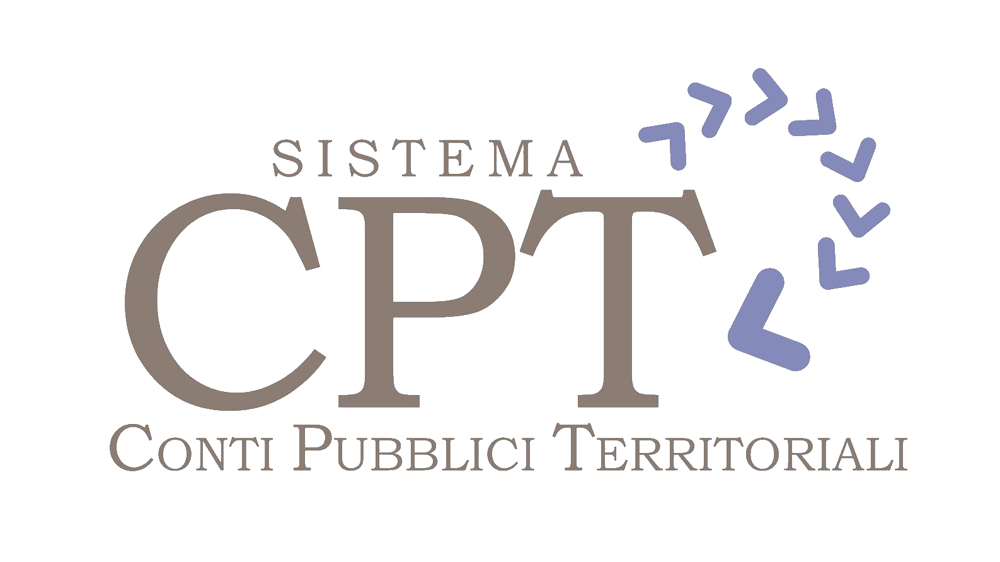 SISTEMA
CPT
CONTI PUBBLICI TERRITORIALI